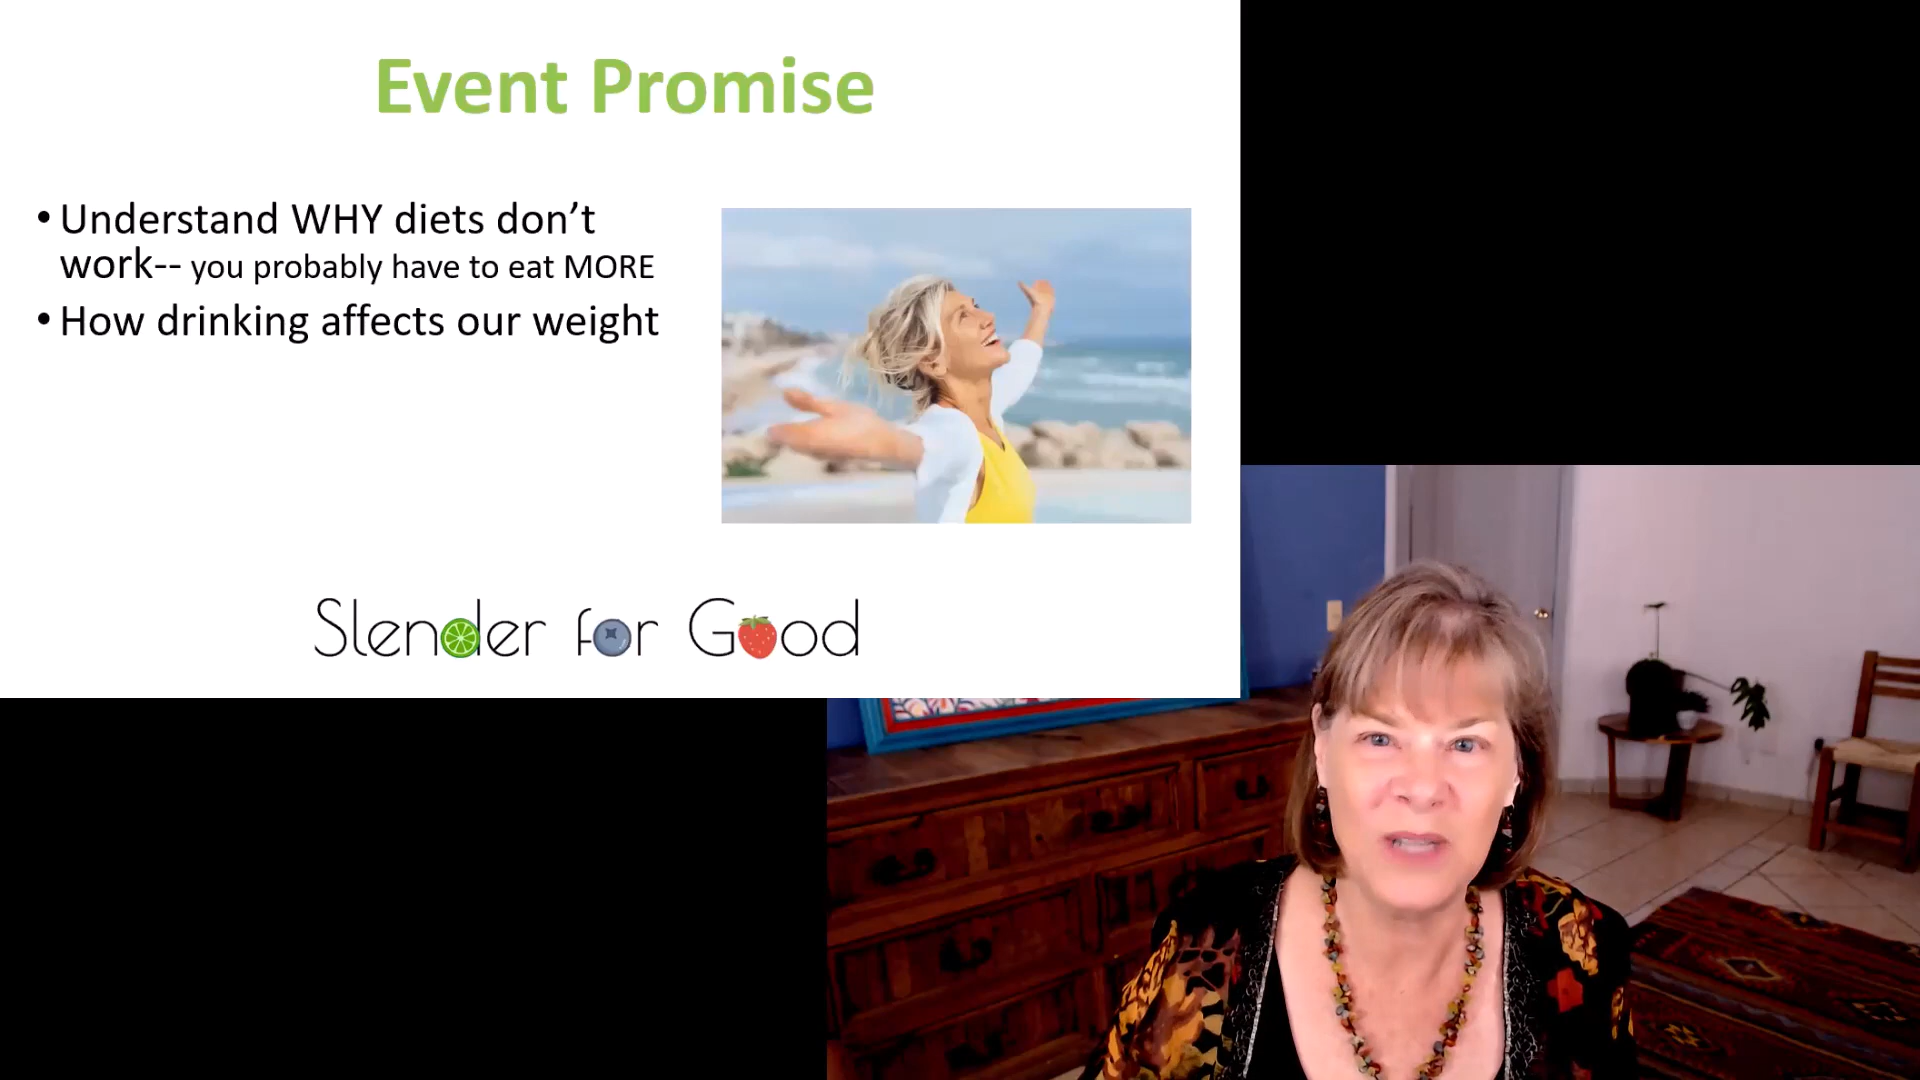 Event Promise
• Understand WHY diets don’t
work-- you probably have to eat MORE
• How drinking affects our weight
Slender for Good